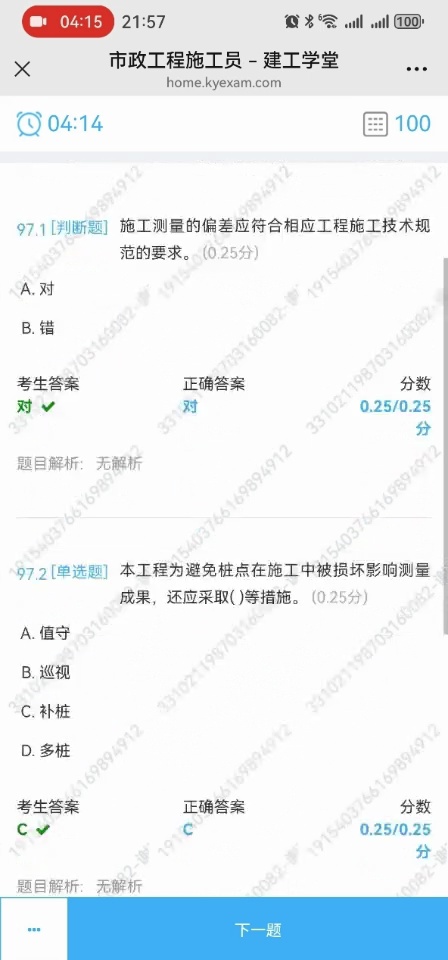 04:15 21:57 100
市政工程施工员 – 建工学堂
home.kyexam.com
04:14 100
97.1 [判断题] 施工测量的偏差应符合相应工程施工技术规
范的要求。(0.25分)
A. 对
B. 错
考生答案 正确答案 分数
对 对 0.25/0.25
分
题目解析: 无解析
97.2 [单选题] 本工程为避免桩点在施工中被损坏影响测量
成果，还应采取( )等措施。(0.25分)
A. 值守
B. 巡视
C. 补桩
D. 多桩
考生答案 正确答案 分数
C C 0.25/0.25
分
题目解析: 无解析
下一题